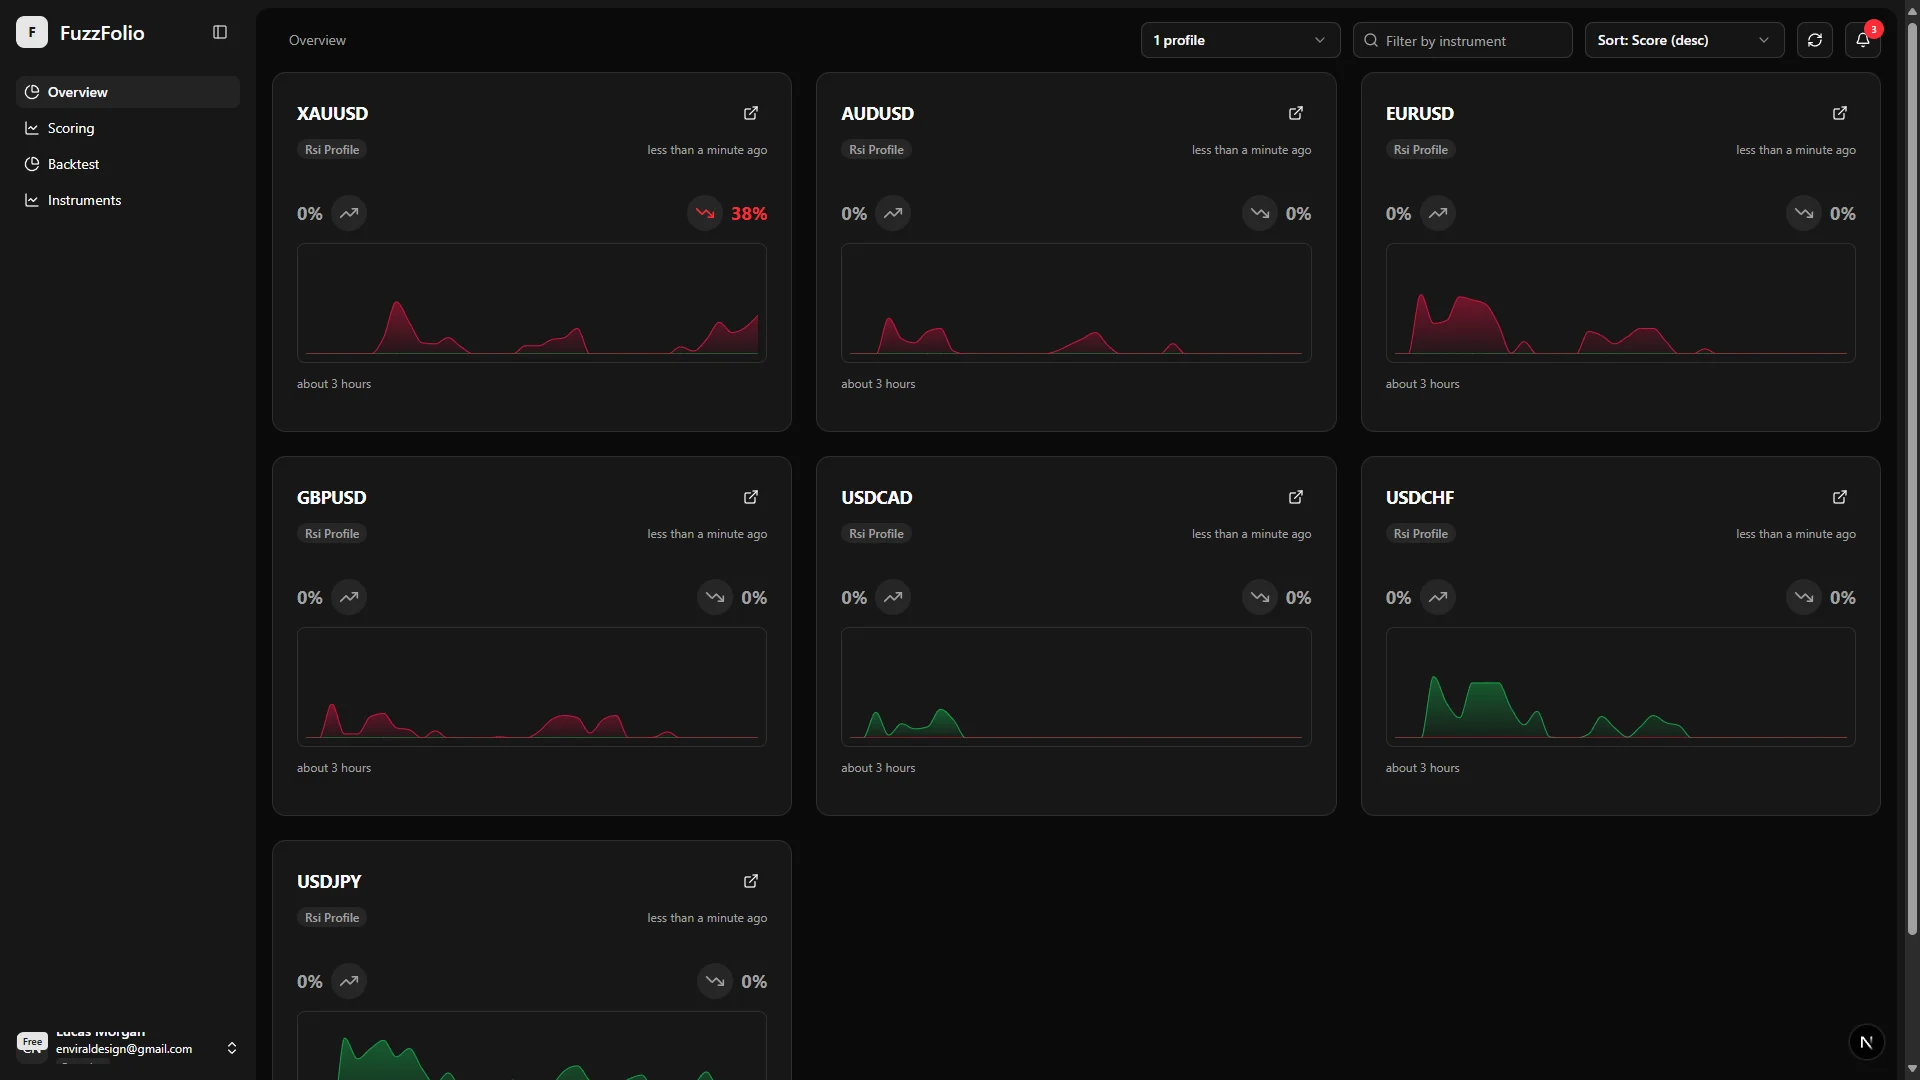 F
FuzzFolio
Overview
Scoring
Backtest
Instruments
Overview
1 profile
Filter by instrument
Sort: Score (desc)
3
XAUUSD
Rsi Profile
less than a minute ago
0%
38%
about 3 hours
AUDUSD
Rsi Profile
less than a minute ago
0%
0%
about 3 hours
EURUSD
Rsi Profile
less than a minute ago
0%
0%
about 3 hours
GBPUSD
Rsi Profile
less than a minute ago
0%
0%
about 3 hours
USDCAD
Rsi Profile
less than a minute ago
0%
0%
about 3 hours
USDCHF
Rsi Profile
less than a minute ago
0%
0%
about 3 hours
USDJPY
Rsi Profile
less than a minute ago
0%
0%
Free
CN
Lucas Morgan
enviraldesign@gmail.com
N